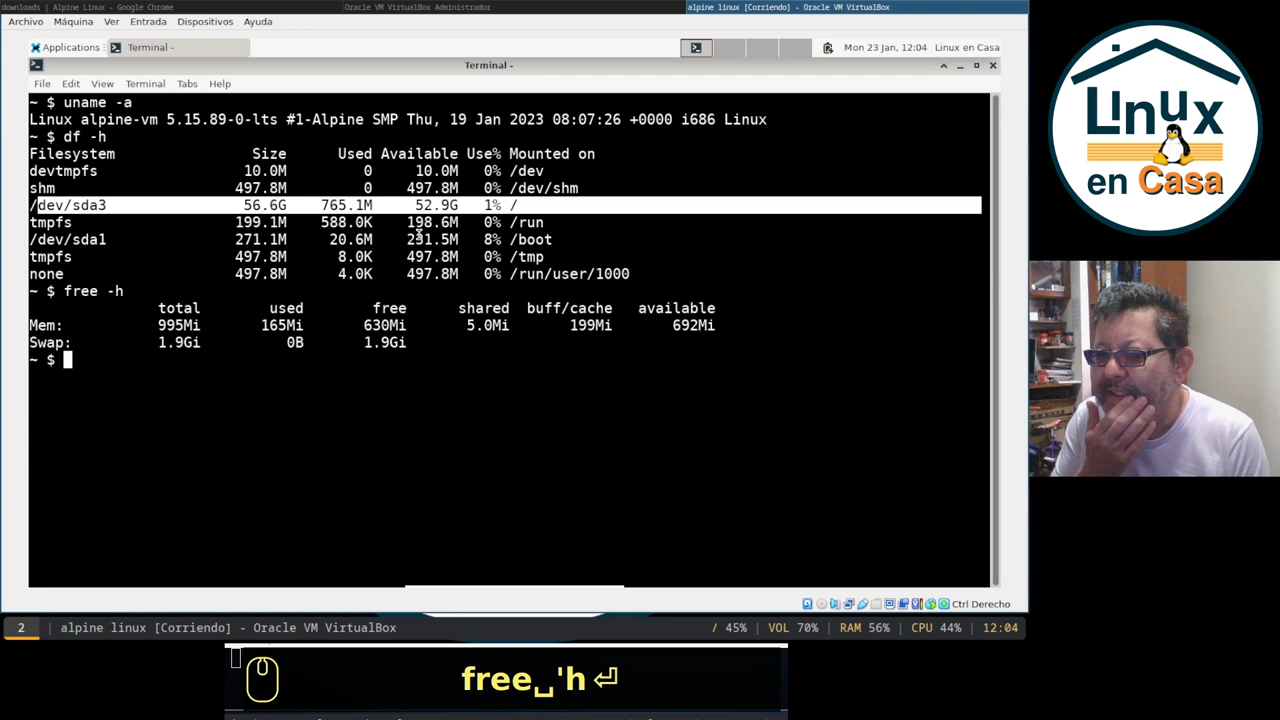 downloads | Alpine Linux - Google Chrome
Oracle VM VirtualBox Administrador
alpine linux [Corriendo] - Oracle VM VirtualBox
Archivo Máquina Ver Entrada Dispositivos Ayuda
Applications Terminal - Mon 23 Jan, 12:04 Linux en Casa
Terminal -
File Edit View Terminal Tabs Help
~ $ uname -a
Linux alpine-vm 5.15.89-0-lts #1-Alpine SMP Thu, 19 Jan 2023 08:07:26 +0000 i686 Linux
~ $ df -h
Filesystem Size Used Available Use% Mounted on
devtmpfs 10.0M 0 10.0M 0% /dev
shm 497.8M 0 497.8M 0% /dev/shm
/dev/sda3 56.6G 765.1M 52.9G 1% /
tmpfs 199.1M 588.0K 198.6M 0% /run
/dev/sda1 271.1M 20.6M 231.5M 8% /boot
tmpfs 497.8M 8.0K 497.8M 0% /tmp
none 497.8M 4.0K 497.8M 0% /run/user/1000
~ $ free -h
total used free shared buff/cache available
Mem: 995Mi 165Mi 630Mi 5.0Mi 199Mi 692Mi
Swap: 1.9Gi 0B 1.9Gi
~ $
Ctrl Derecho
2 | alpine linux [Corriendo] - Oracle VM VirtualBox / 45% | VOL 70% | RAM 56% | CPU 44% | 12:04
free␣'h ⏎
Linux
en Casa